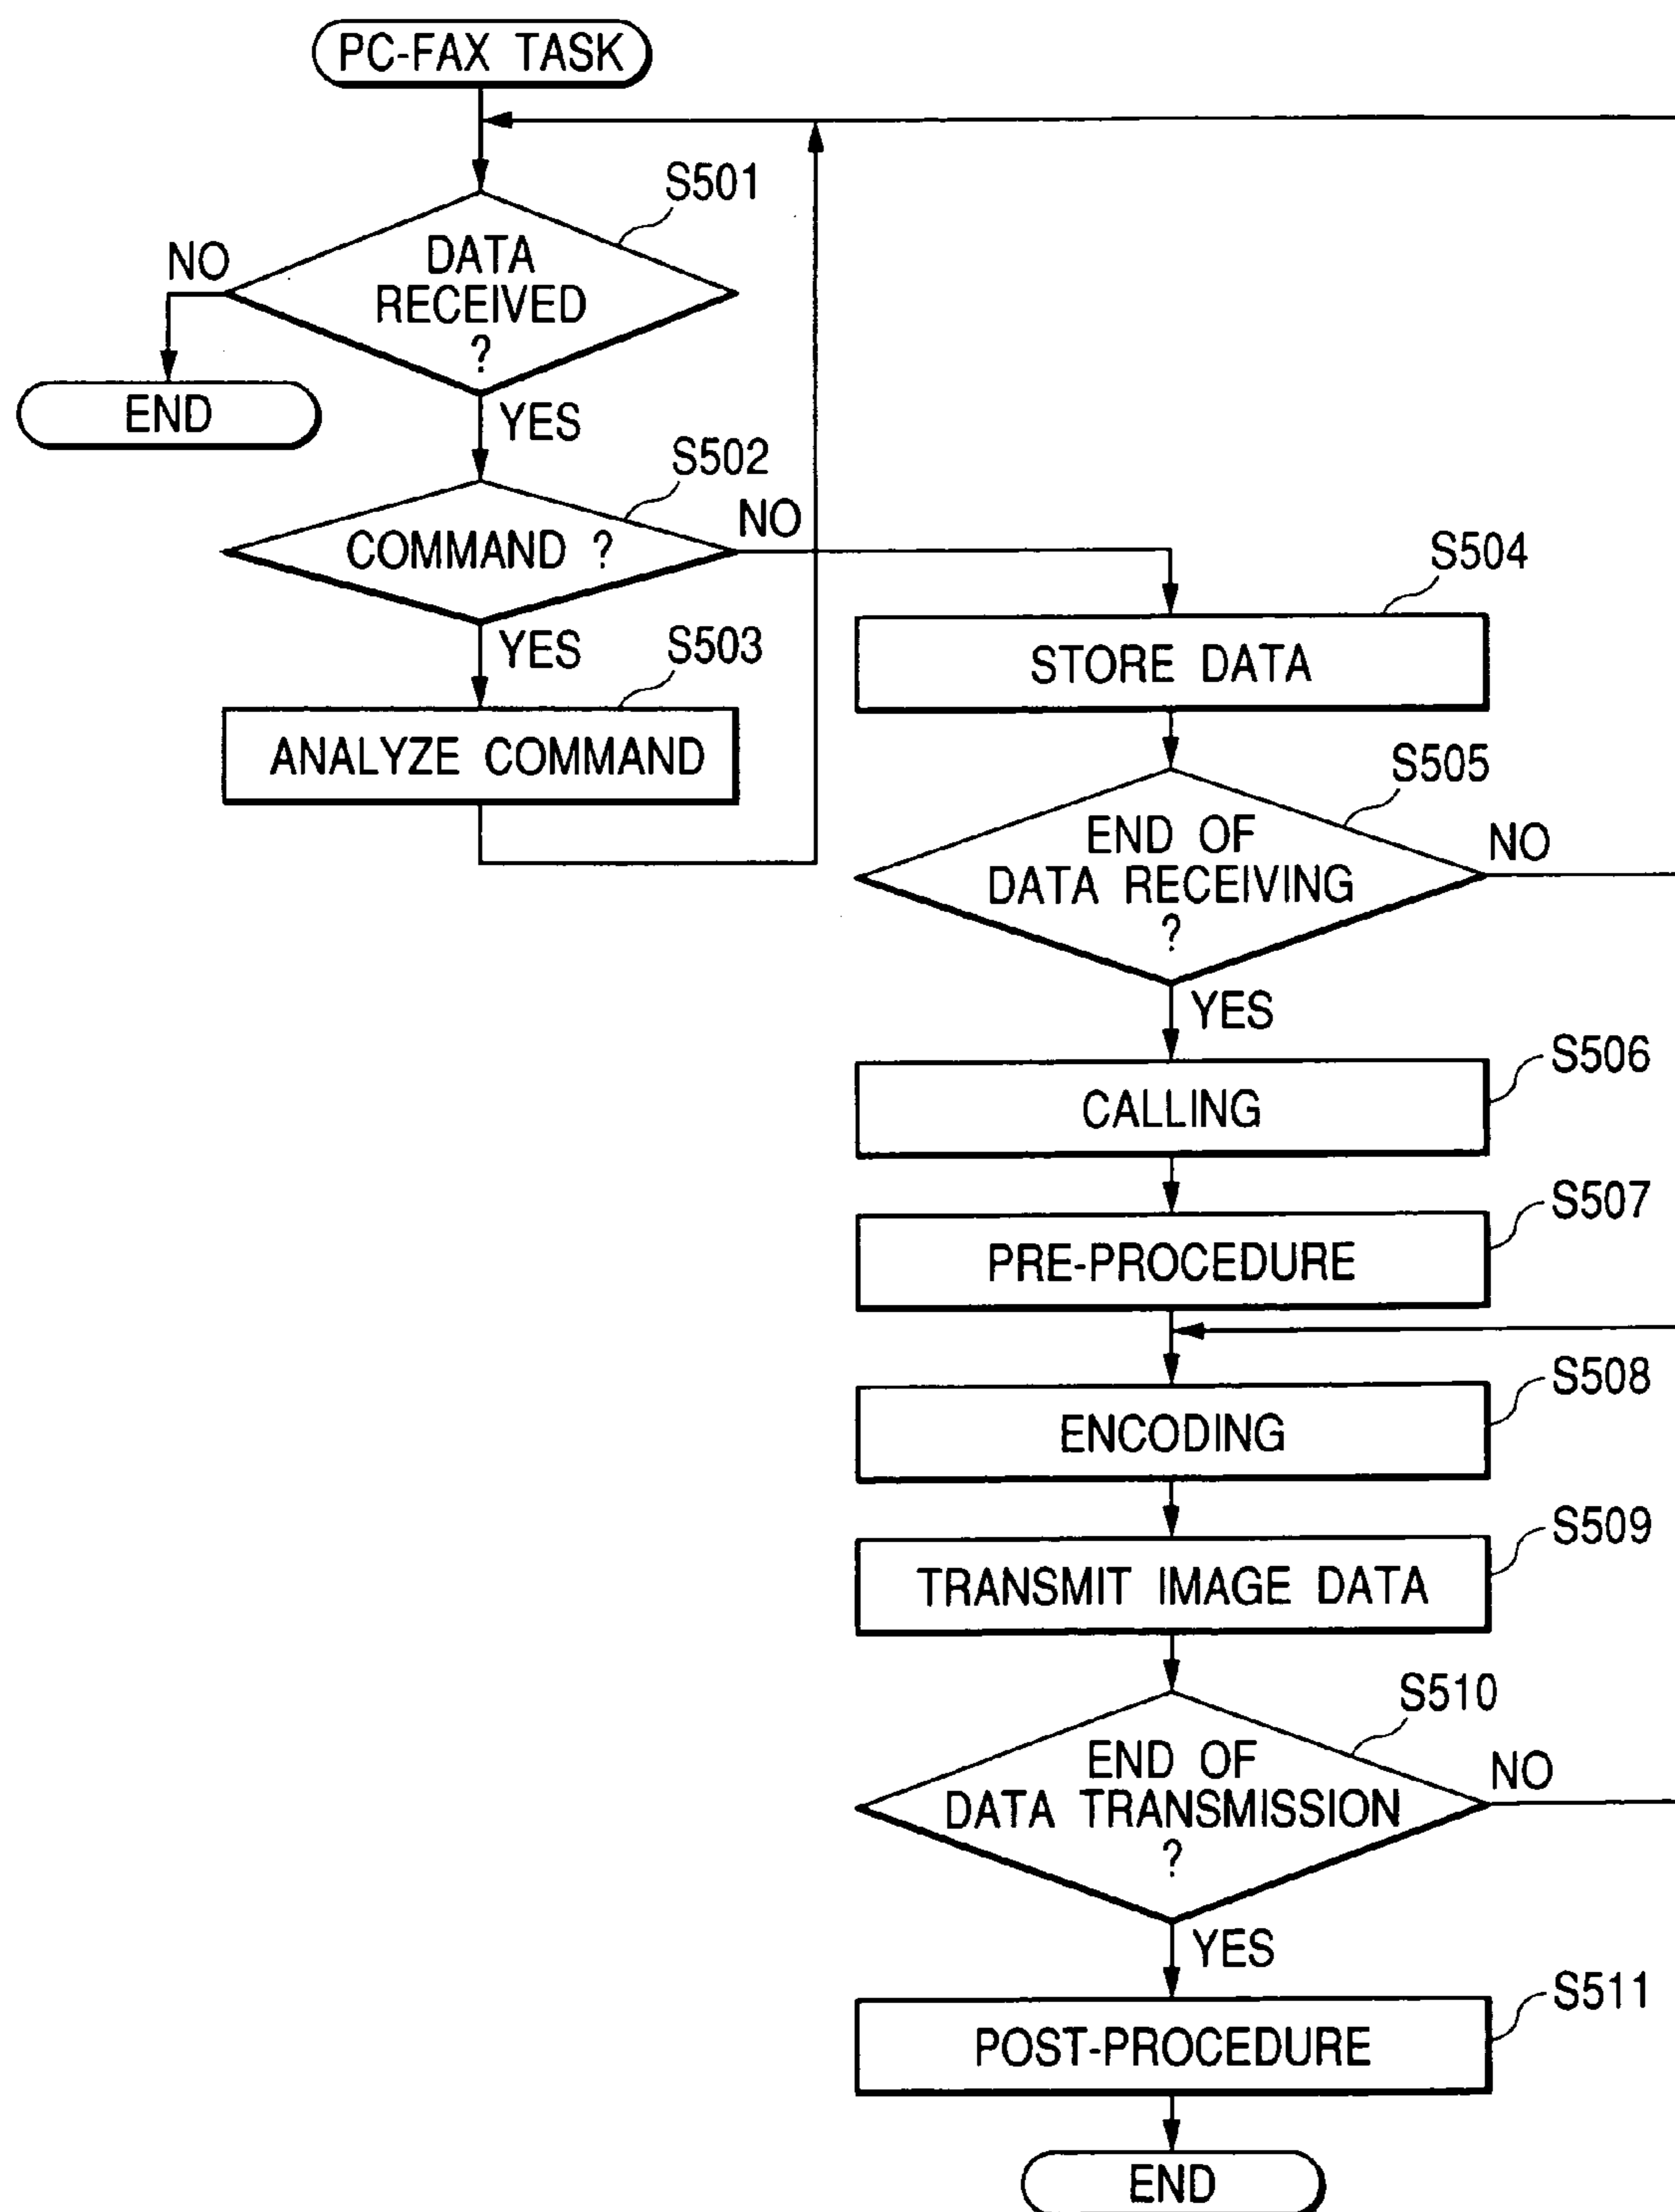 PC-FAX TASK
S501
DATA
RECEIVED
?
NO
END
YES
S502
COMMAND ?
NO
YES
S503
ANALYZE COMMAND
S504
STORE DATA
S505
END OF
DATA RECEIVING
?
NO
YES
S506
CALLING
S507
PRE-PROCEDURE
S508
ENCODING
S509
TRANSMIT IMAGE DATA
S510
END OF
DATA TRANSMISSION
?
NO
YES
S511
POST-PROCEDURE
END